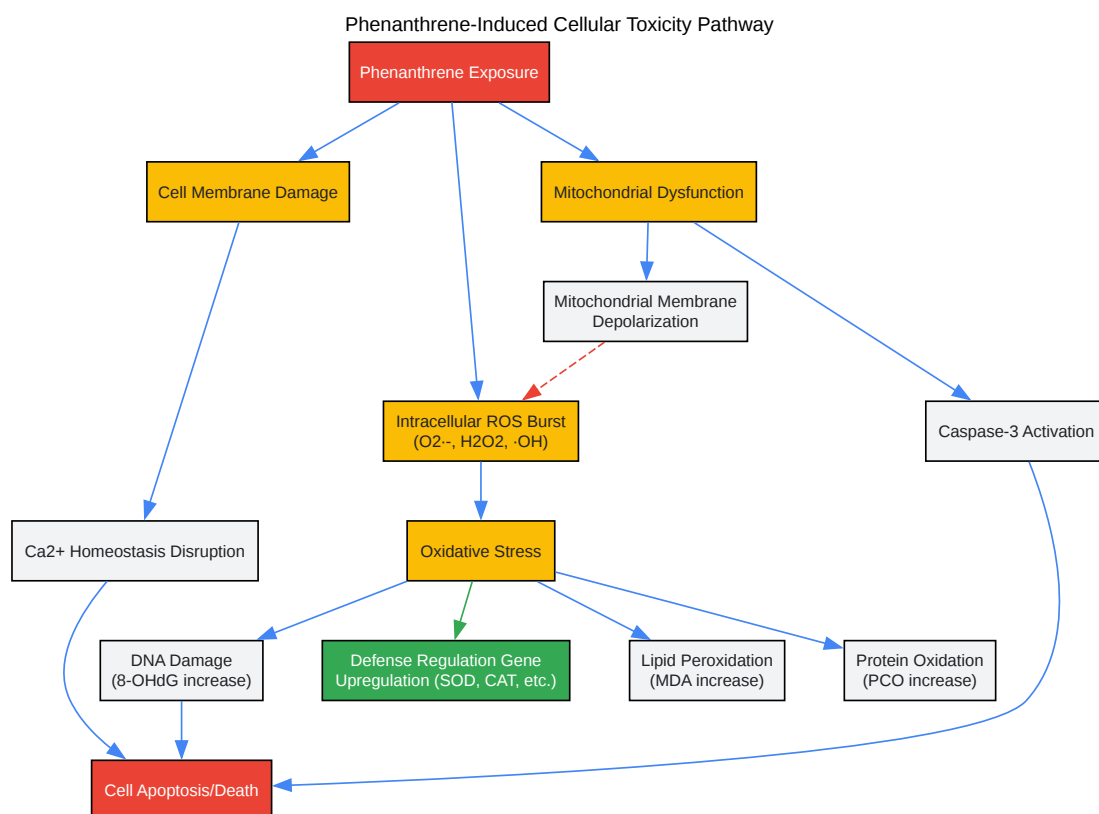 Phenanthrene-Induced Cellular Toxicity Pathway
Phenanthrene Exposure
Cell Membrane Damage
Mitochondrial Dysfunction
Mitochondrial Membrane
Depolarization
Intracellular ROS Burst
(O2·-, H2O2, ·OH)
Caspase-3 Activation
Ca2+ Homeostasis Disruption
Oxidative Stress
DNA Damage
(8-OHdG increase)
Defense Regulation Gene
Upregulation (SOD, CAT, etc.)
Lipid Peroxidation
(MDA increase)
Protein Oxidation
(PCO increase)
Cell Apoptosis/Death